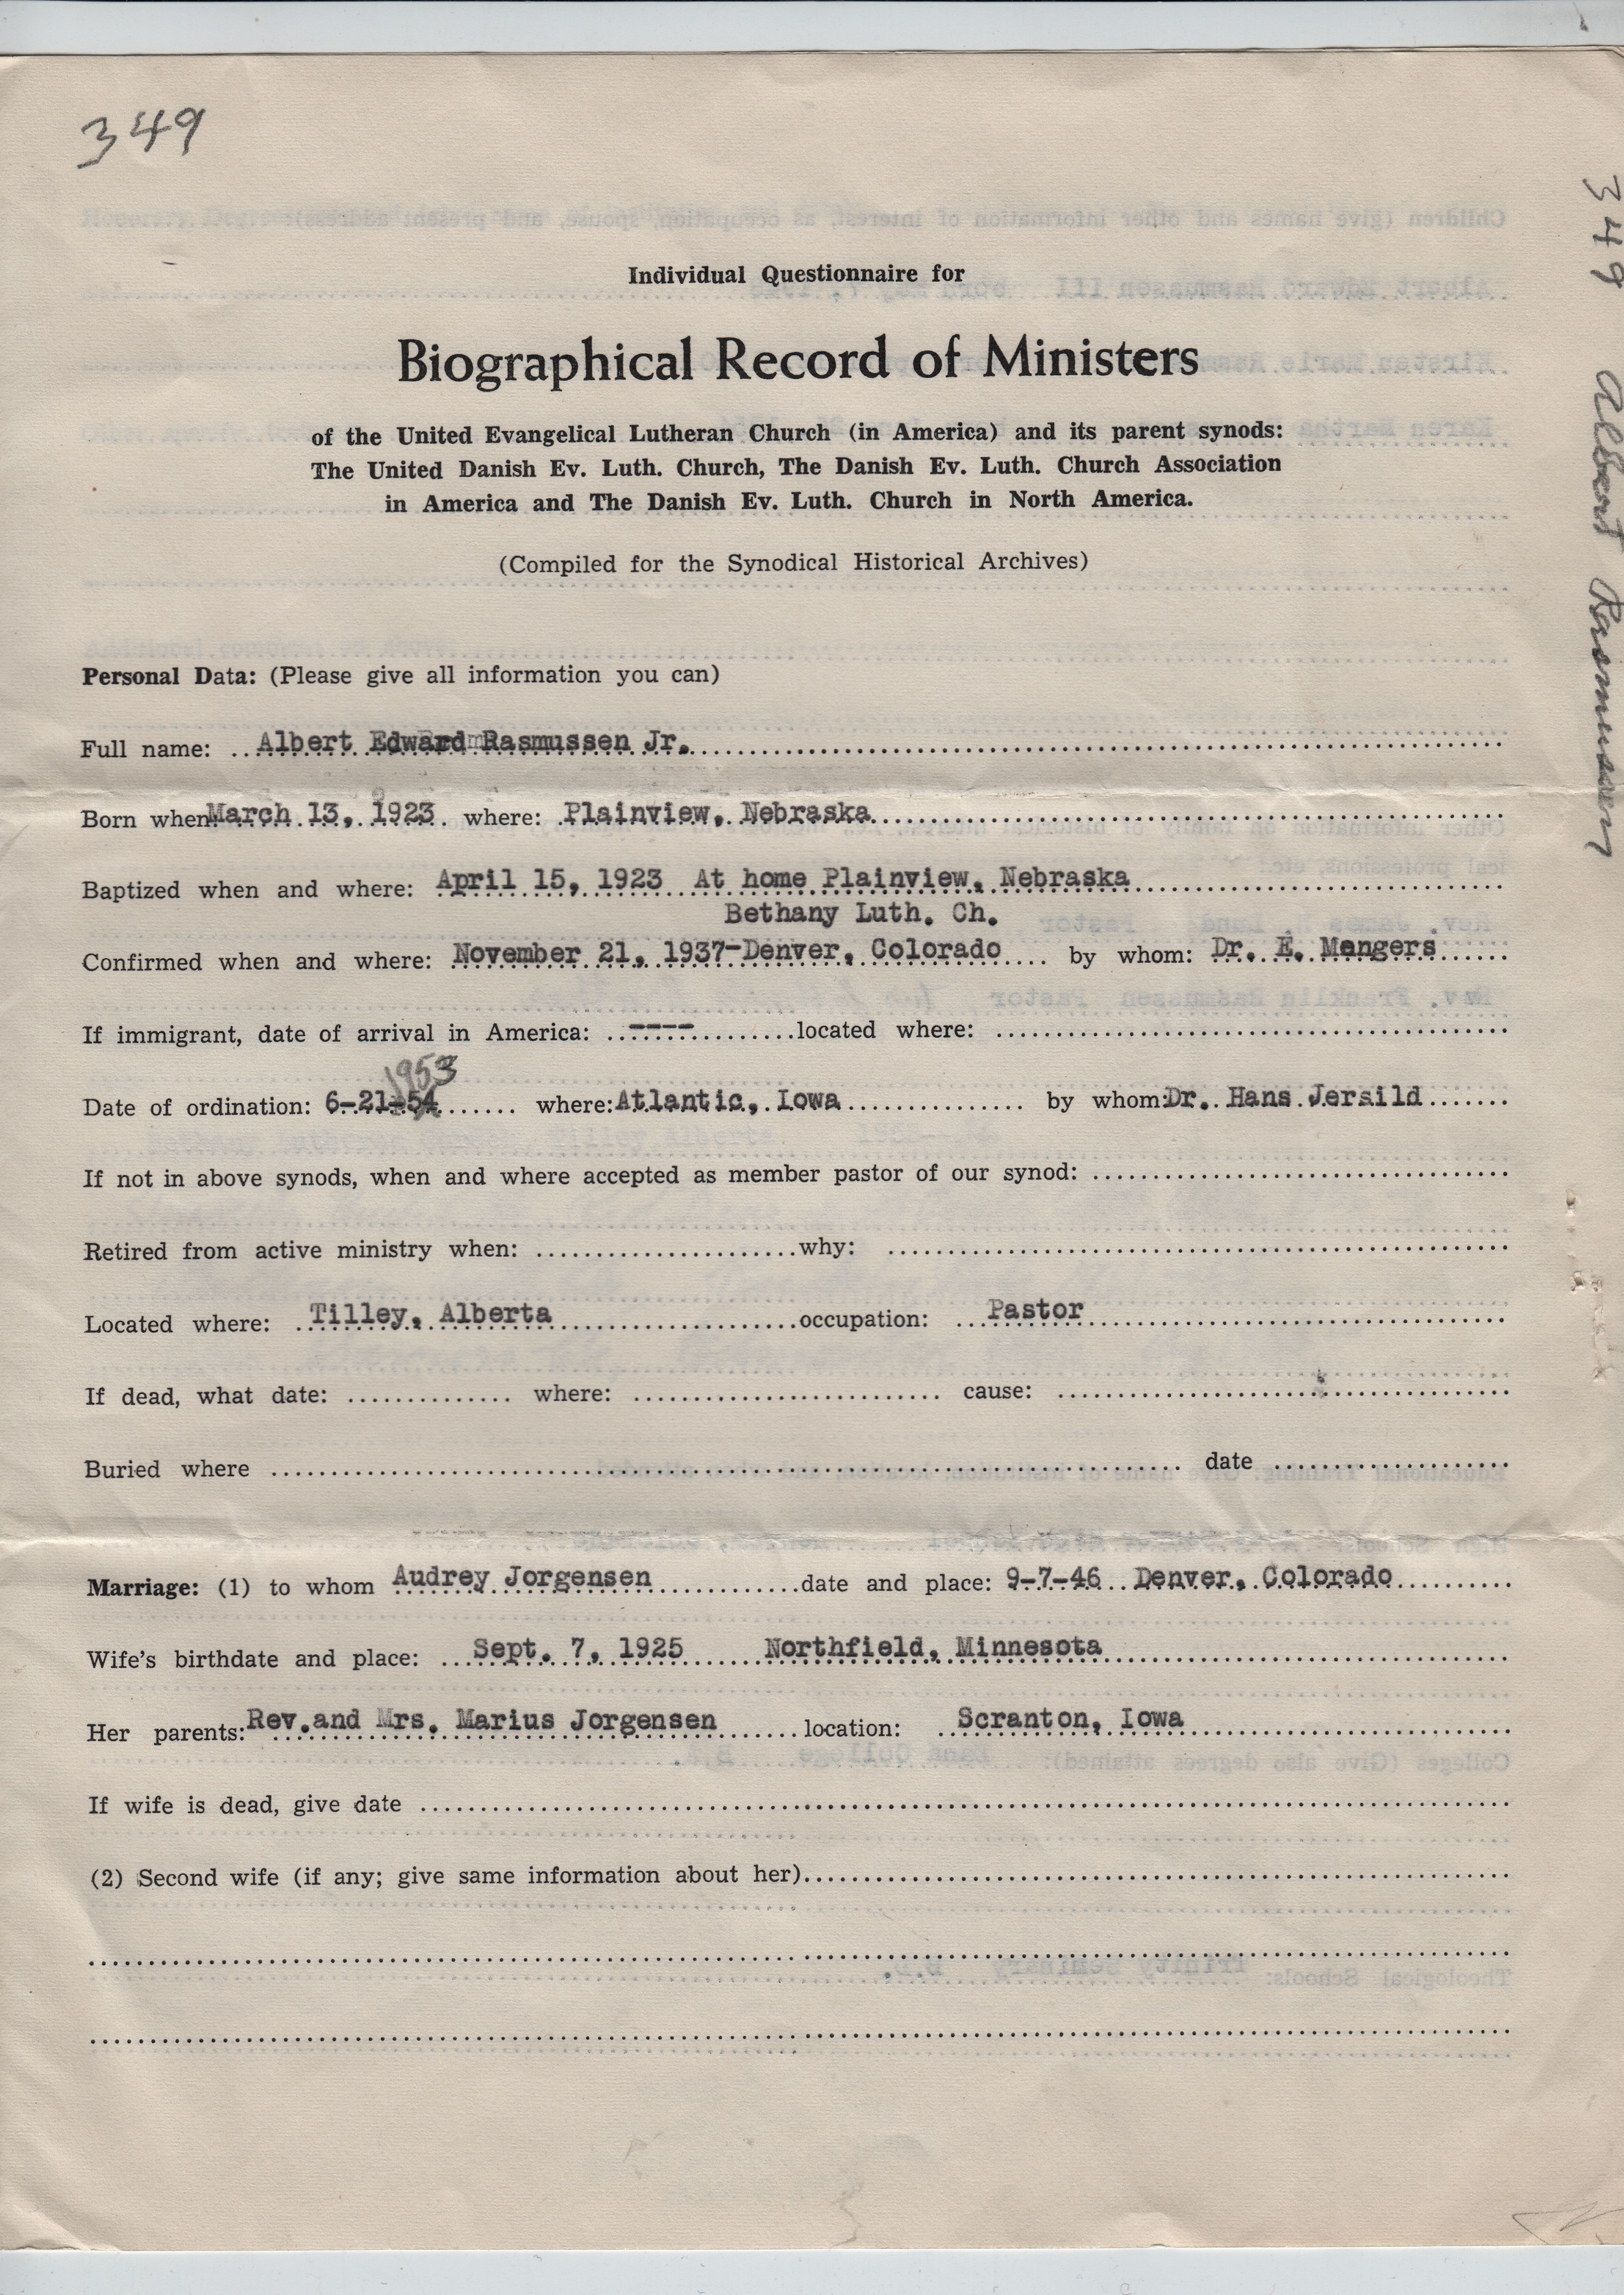 349
Individual Questionnaire for
Biographical Record of Ministers
of the United Evangelical Lutheran Church (in America) and its parent synods:
The United Danish Ev. Luth. Church, The Danish Ev. Luth. Church Association
in America and The Danish Ev. Luth. Church in North America.
(Compiled for the Synodical Historical Archives)
Personal Data: (Please give all information you can)
Full name: Albert Edward Rasmussen Jr.
Born when: March 13, 1923 where: Plainview, Nebraska
Baptized when and where: April 15, 1923 At home Plainview, Nebraska
Bethany Luth. Ch.
Confirmed when and where: November 21, 1937-Denver, Colorado by whom: Dr. E. Mengers
If immigrant, date of arrival in America: ---- located where:
1953
Date of ordination: 6-21-54 where: Atlantic, Iowa by whom: Dr. Hans Jersild
If not in above synods, when and where accepted as member pastor of our synod:
Retired from active ministry when: why:
Located where: Tilley, Alberta occupation: Pastor
If dead, what date: where: cause:
Buried where date
Marriage: (1) to whom Audrey Jorgensen date and place: 9-7-46 Denver, Colorado
Wife's birthdate and place: Sept. 7, 1925 Northfield, Minnesota
Her parents: Rev. and Mrs. Marius Jorgensen location: Scranton, Iowa
If wife is dead, give date
(2) Second wife (if any; give same information about her)
349 Albert Rasmussen